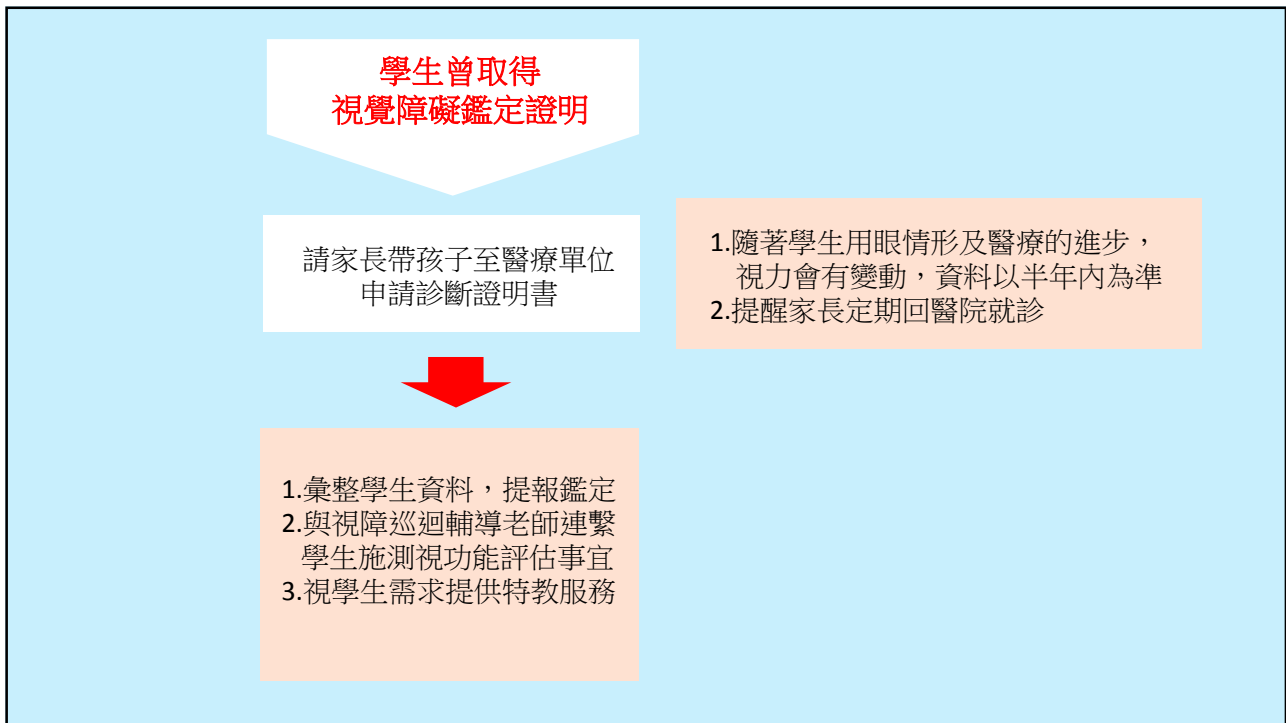 學生曾取得
視覺障礙鑑定證明
請家長帶孩子至醫療單位
申請診斷證明書
1.隨著學生用眼情形及醫療的進步，
視力會有變動，資料以半年內為準
2.提醒家長定期回醫院就診
1.彙整學生資料，提報鑑定
2.與視障巡迴輔導老師連繫
學生施測視功能評估事宜
3.視學生需求提供特教服務